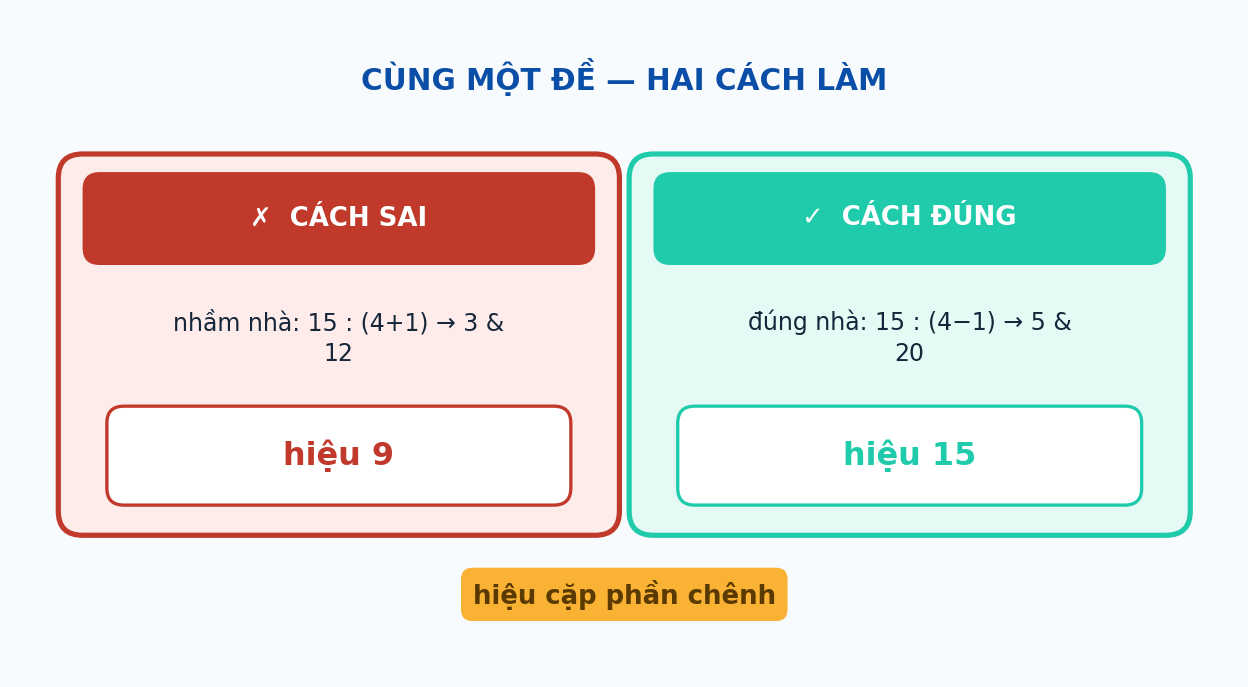 CÙNG MỘT ĐỀ — HAI CÁCH LÀM
✗ CÁCH SAI
nhầm nhà: 15 : (4+1) → 3 &
12
hiệu 9
✓ CÁCH ĐÚNG
đúng nhà: 15 : (4−1) → 5 &
20
hiệu 15
hiệu cặp phần chênh